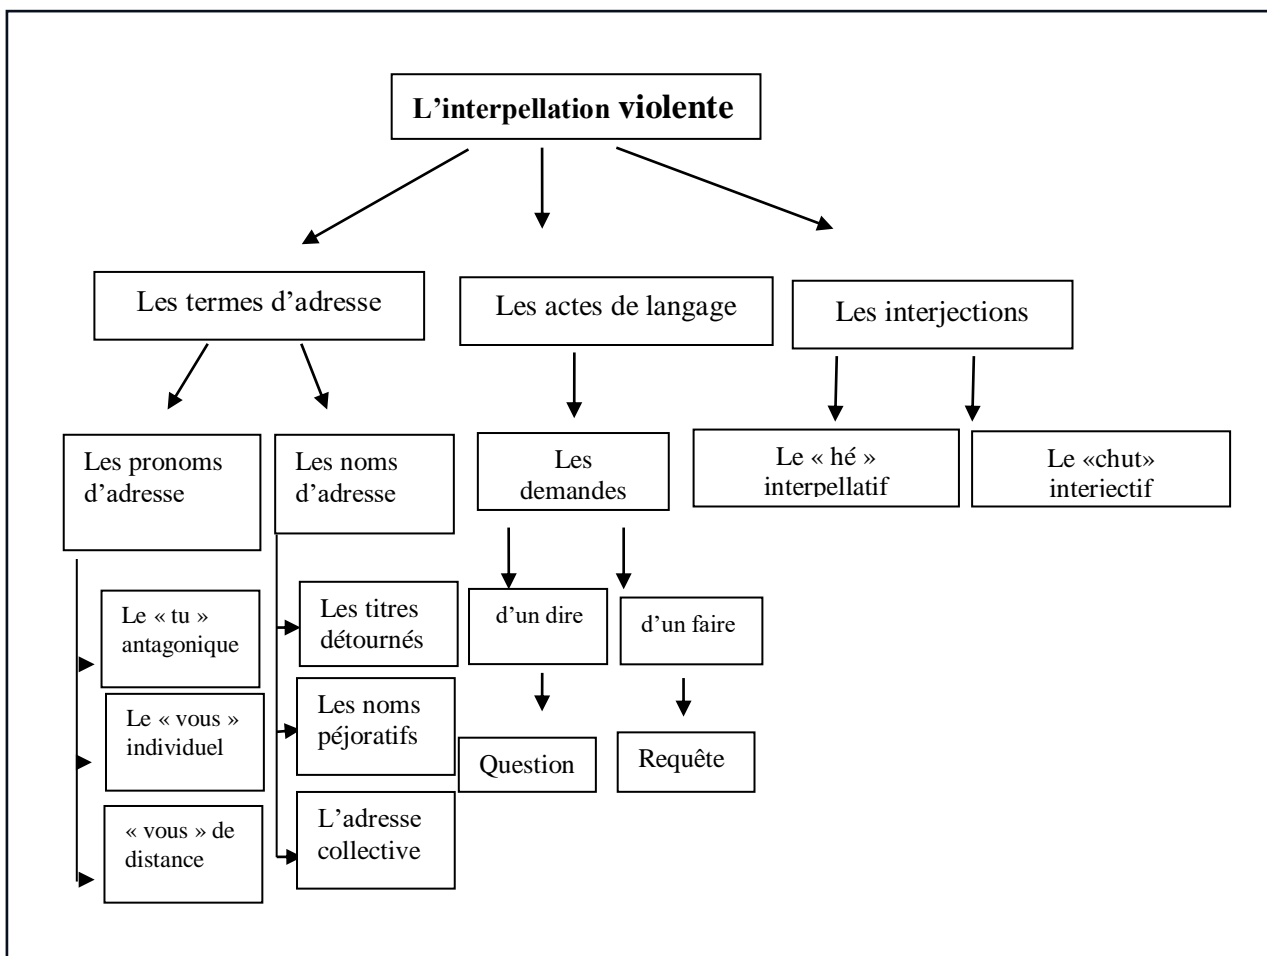 L’interpellation violente
Les termes d’adresse
Les actes de langage
Les interjections
Les pronoms
d’adresse
Les noms
d’adresse
Les
demandes
Le « hé »
interpellatif
Le «chut»
interjectif
Le « tu »
antagonique
Le « vous »
individuel
« vous » de
distance
Les titres
détournés
Les noms
péjoratifs
L’adresse
collective
d’un dire
d’un faire
Question
Requête